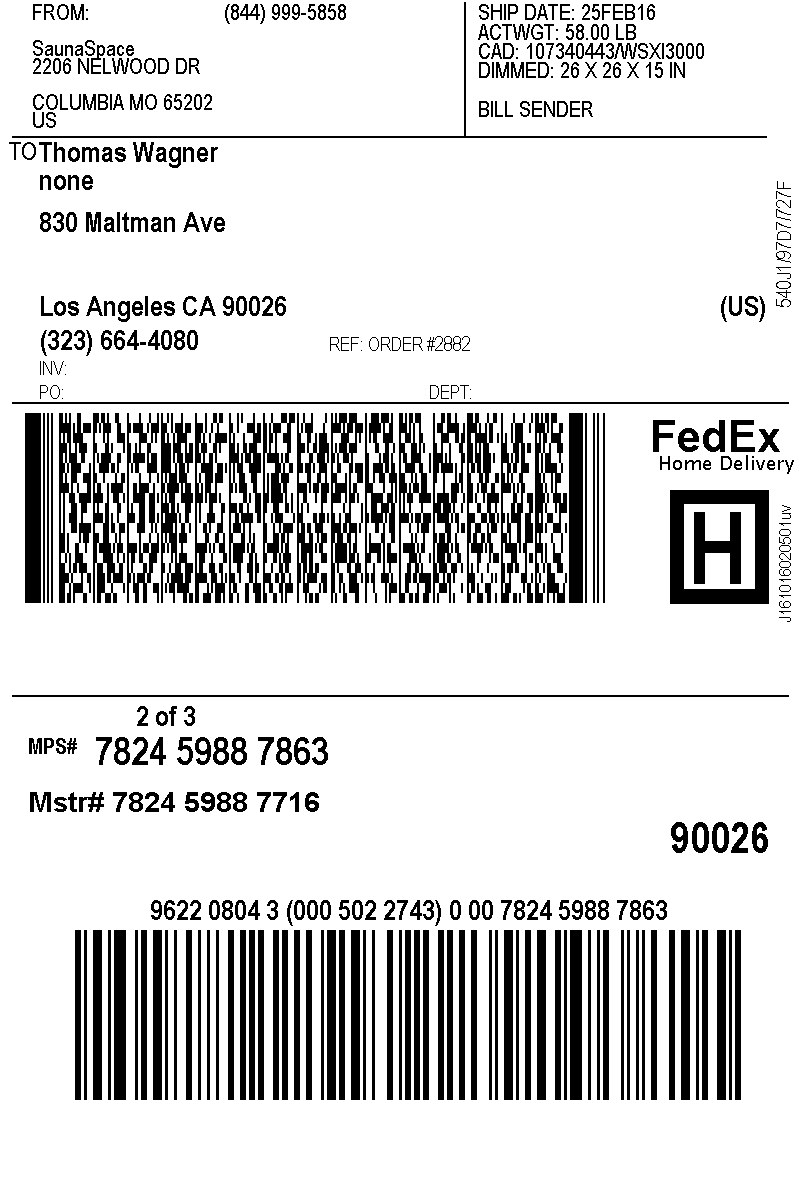 FROM: (844) 999-5858
SaunaSpace
2206 NELWOOD DR
COLUMBIA MO 65202
US
SHIP DATE: 25FEB16
ACTWGT: 58.00 LB
CAD: 107340443/WSXI3000
DIMMED: 26 X 26 X 15 IN
BILL SENDER
TO Thomas Wagner
none
830 Maltman Ave
Los Angeles CA 90026 (US)
(323) 664-4080 REF: ORDER #2882
INV:
PO: DEPT:
540J1/97D7/727F
FedEx
Home Delivery
H
J161016020501uv
2 of 3
MPS# 7824 5988 7863
Mstr# 7824 5988 7716
90026
9622 0804 3 (000 502 2743) 0 00 7824 5988 7863